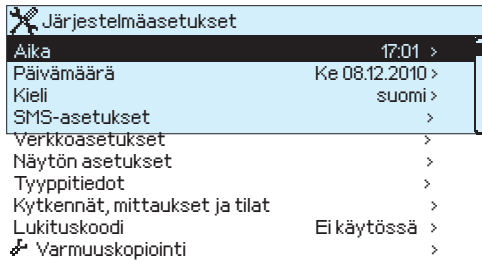 Järjestelmäasetukset
Aika 17:01 >
Päivämäärä Ke 08.12.2010 >
Kieli suomi >
SMS-asetukset >
Verkkoasetukset >
Näytön asetukset >
Tyyppitiedot >
Kytkennät, mittaukset ja tilat >
Lukituskoodi Ei käytössä >
Varmuuskopiointi >